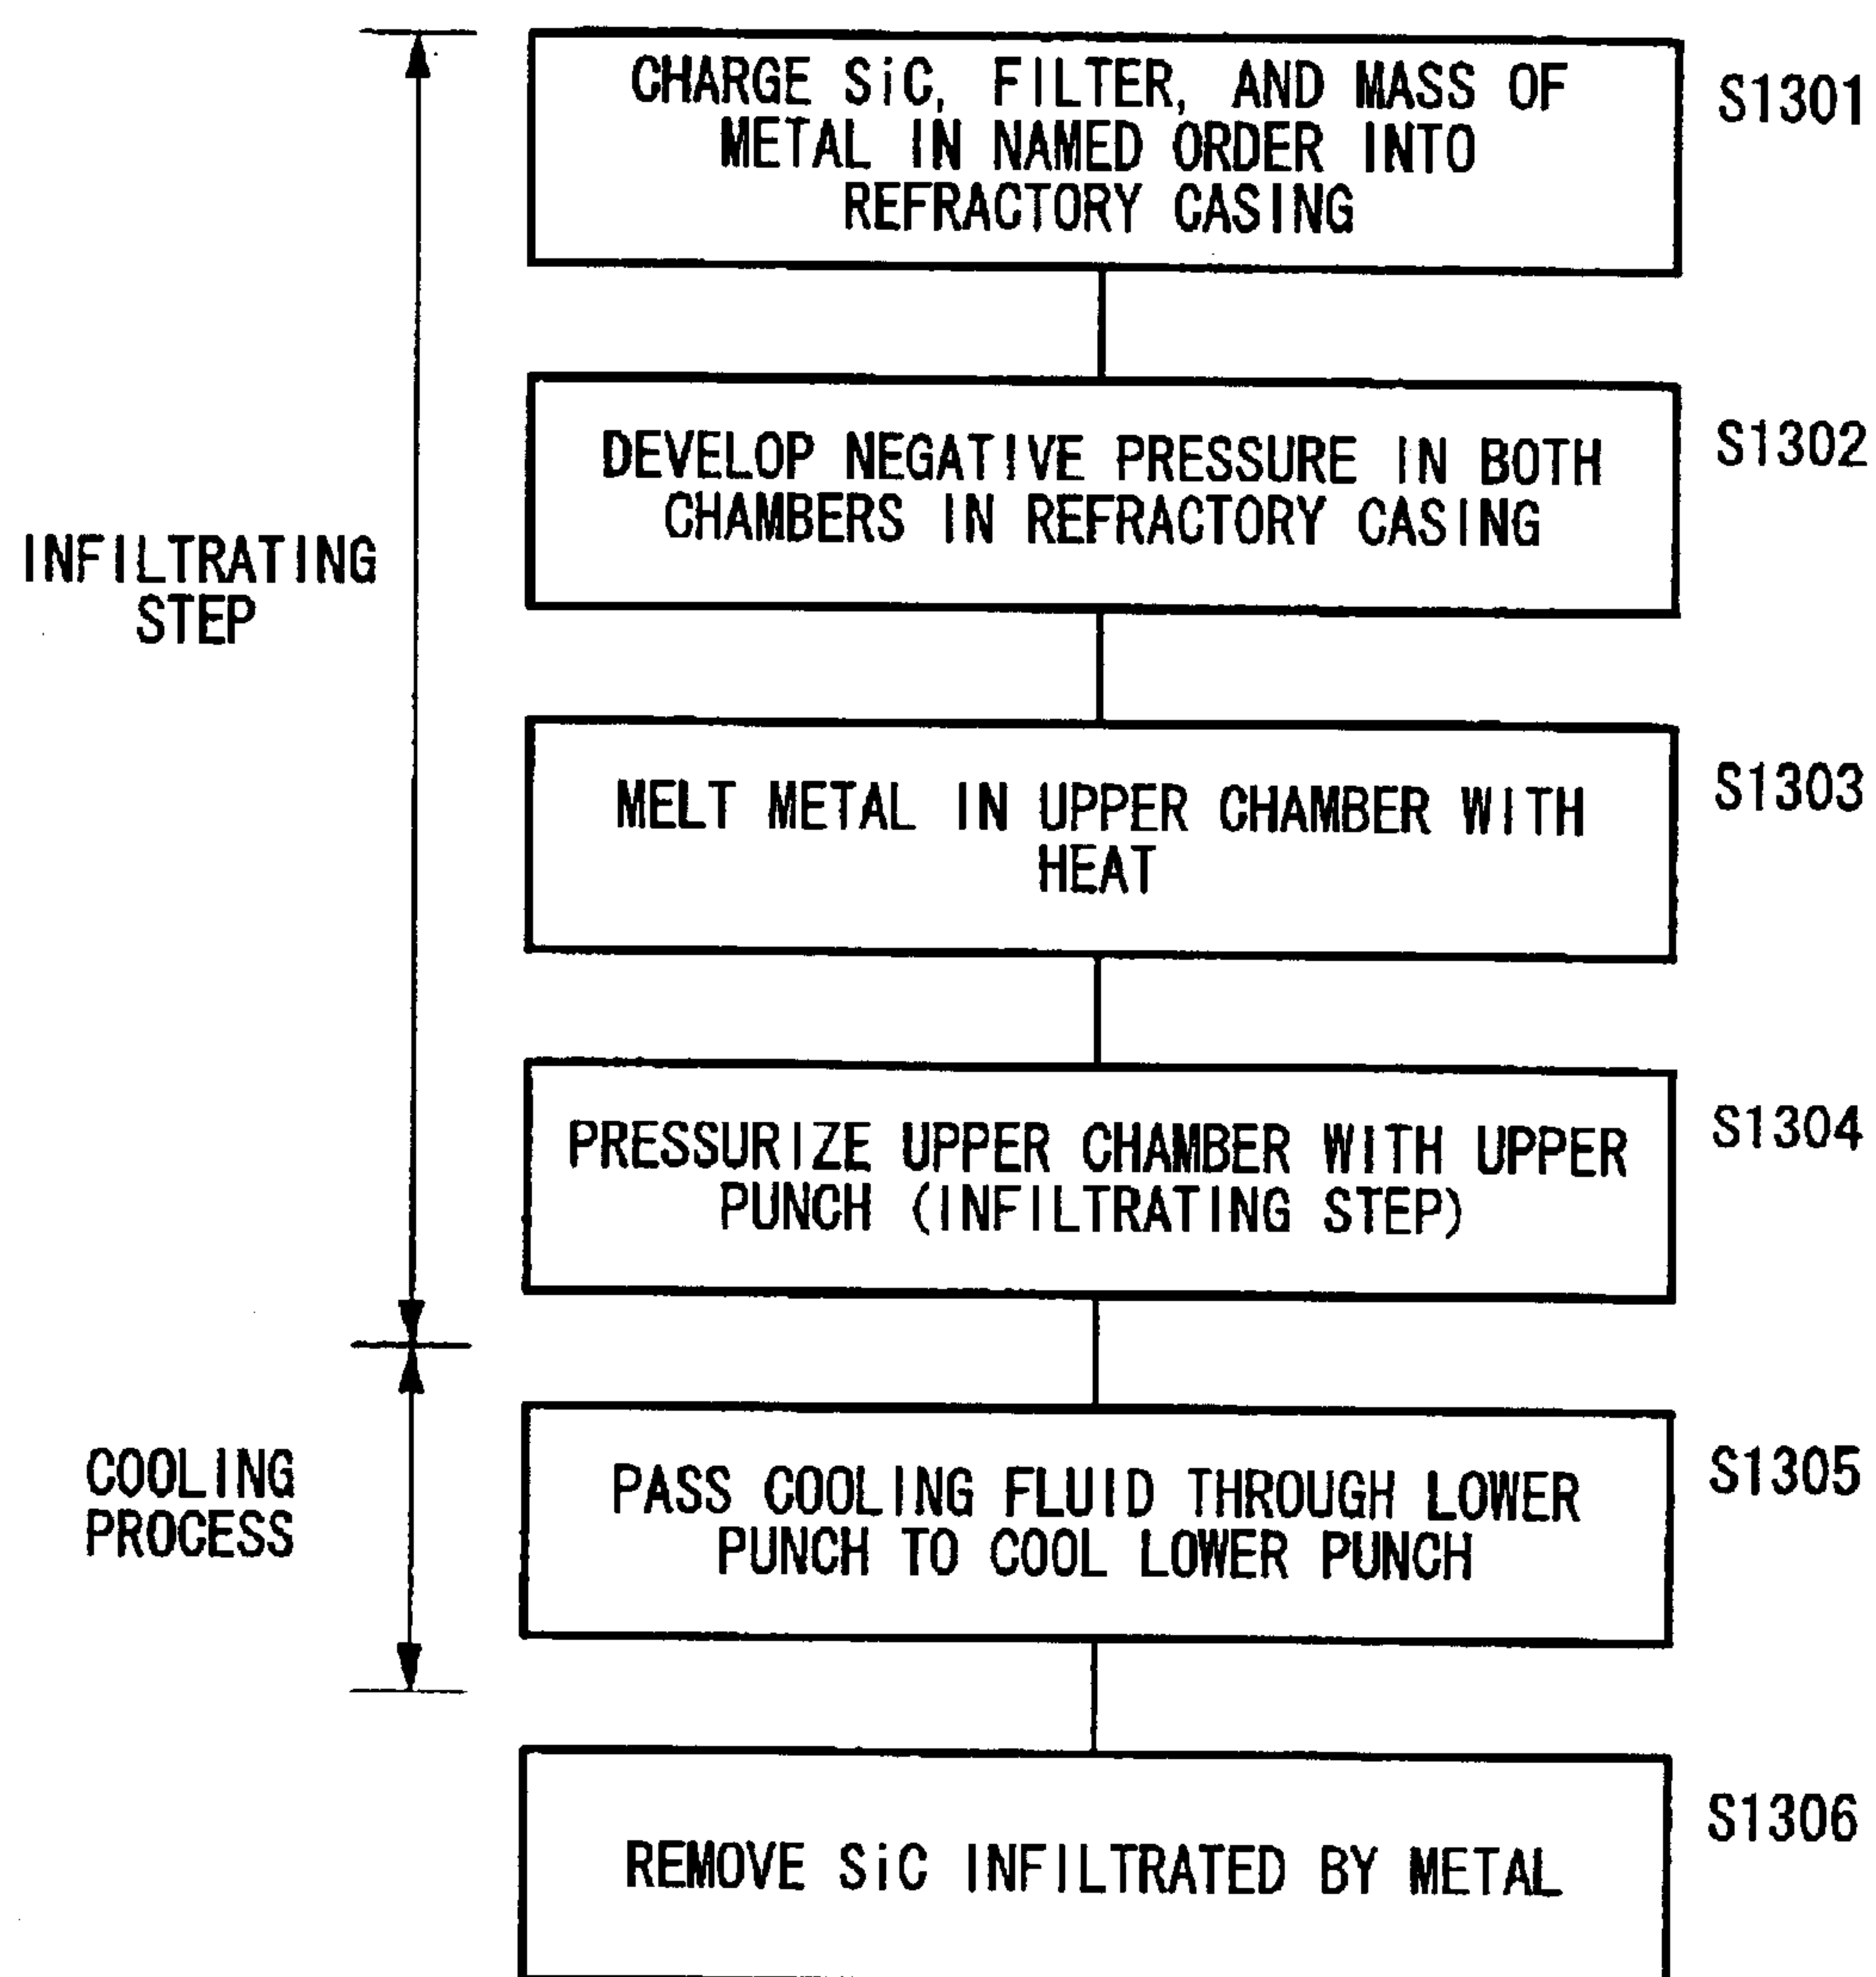 CHARGE SiC, FILTER, AND MASS OF
METAL IN NAMED ORDER INTO
REFRACTORY CASING
S1301
DEVELOP NEGATIVE PRESSURE IN BOTH
CHAMBERS IN REFRACTORY CASING
S1302
INFILTRATING
STEP
MELT METAL IN UPPER CHAMBER WITH
HEAT
S1303
PRESSURIZE UPPER CHAMBER WITH UPPER
PUNCH (INFILTRATING STEP)
S1304
COOLING
PROCESS
PASS COOLING FLUID THROUGH LOWER
PUNCH TO COOL LOWER PUNCH
S1305
REMOVE SiC INFILTRATED BY METAL
S1306